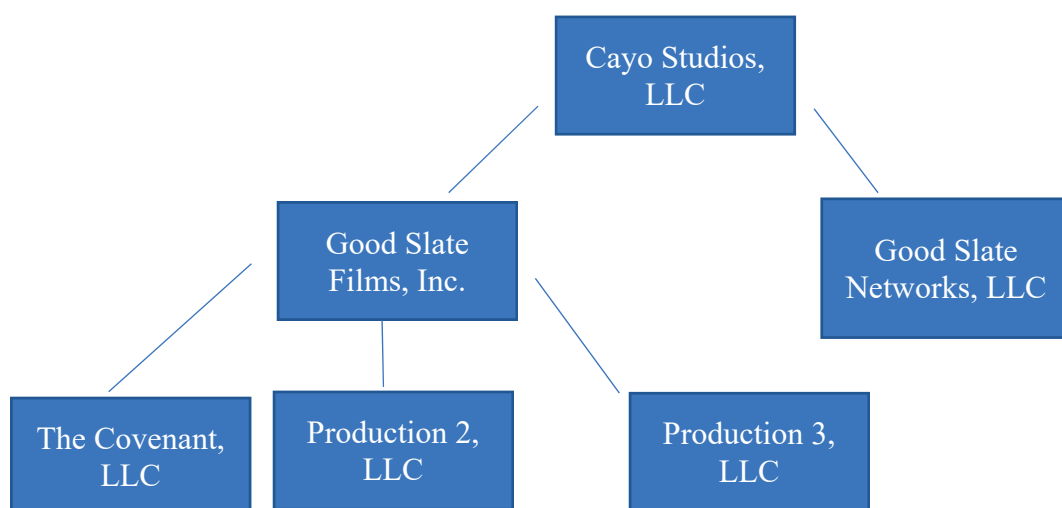 Cayo Studios,
LLC
Good Slate
Films, Inc.
Good Slate
Networks, LLC
The Covenant,
LLC
Production 2,
LLC
Production 3,
LLC